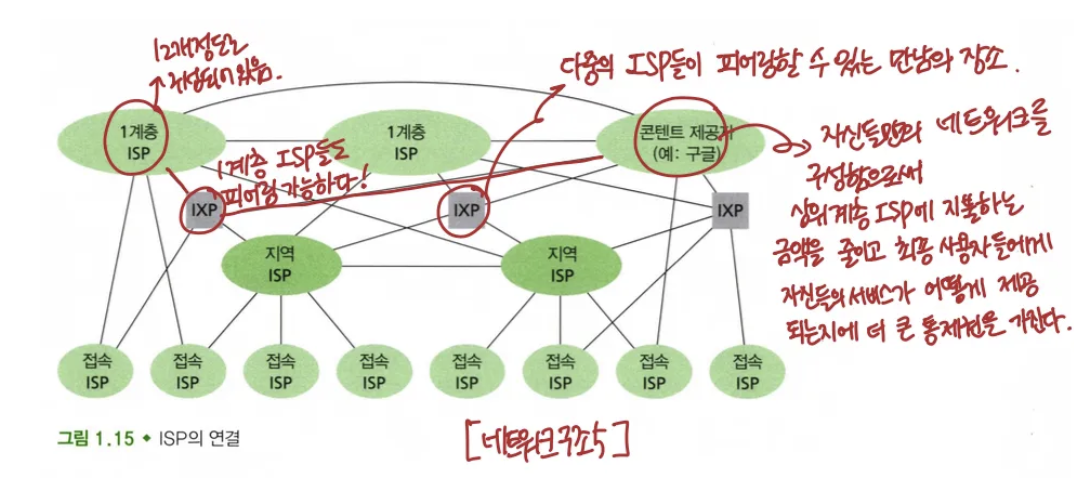 12개정도로
구성되어 있음.
다중의 ISP들이 피어링할 수 있는 만남의 장소.
1계층
ISP
1계층
ISP
콘텐트 제공자
(예: 구글)
자신들만의 네트워크를
구성함으로써
상위계층 ISP에 지불하는
금액을 줄이고 최종 사용자들에게
자신들의 서비스가 어떻게 제공
되는지에 더 큰 통제권을 가진다.
1계층 ISP들도
피어링 가능하다!
IXP
IXP
IXP
지역
ISP
지역
ISP
접속
ISP
접속
ISP
접속
ISP
접속
ISP
접속
ISP
접속
ISP
접속
ISP
접속
ISP
그림 1.15 ◆ ISP의 연결
[네트워크구조5]